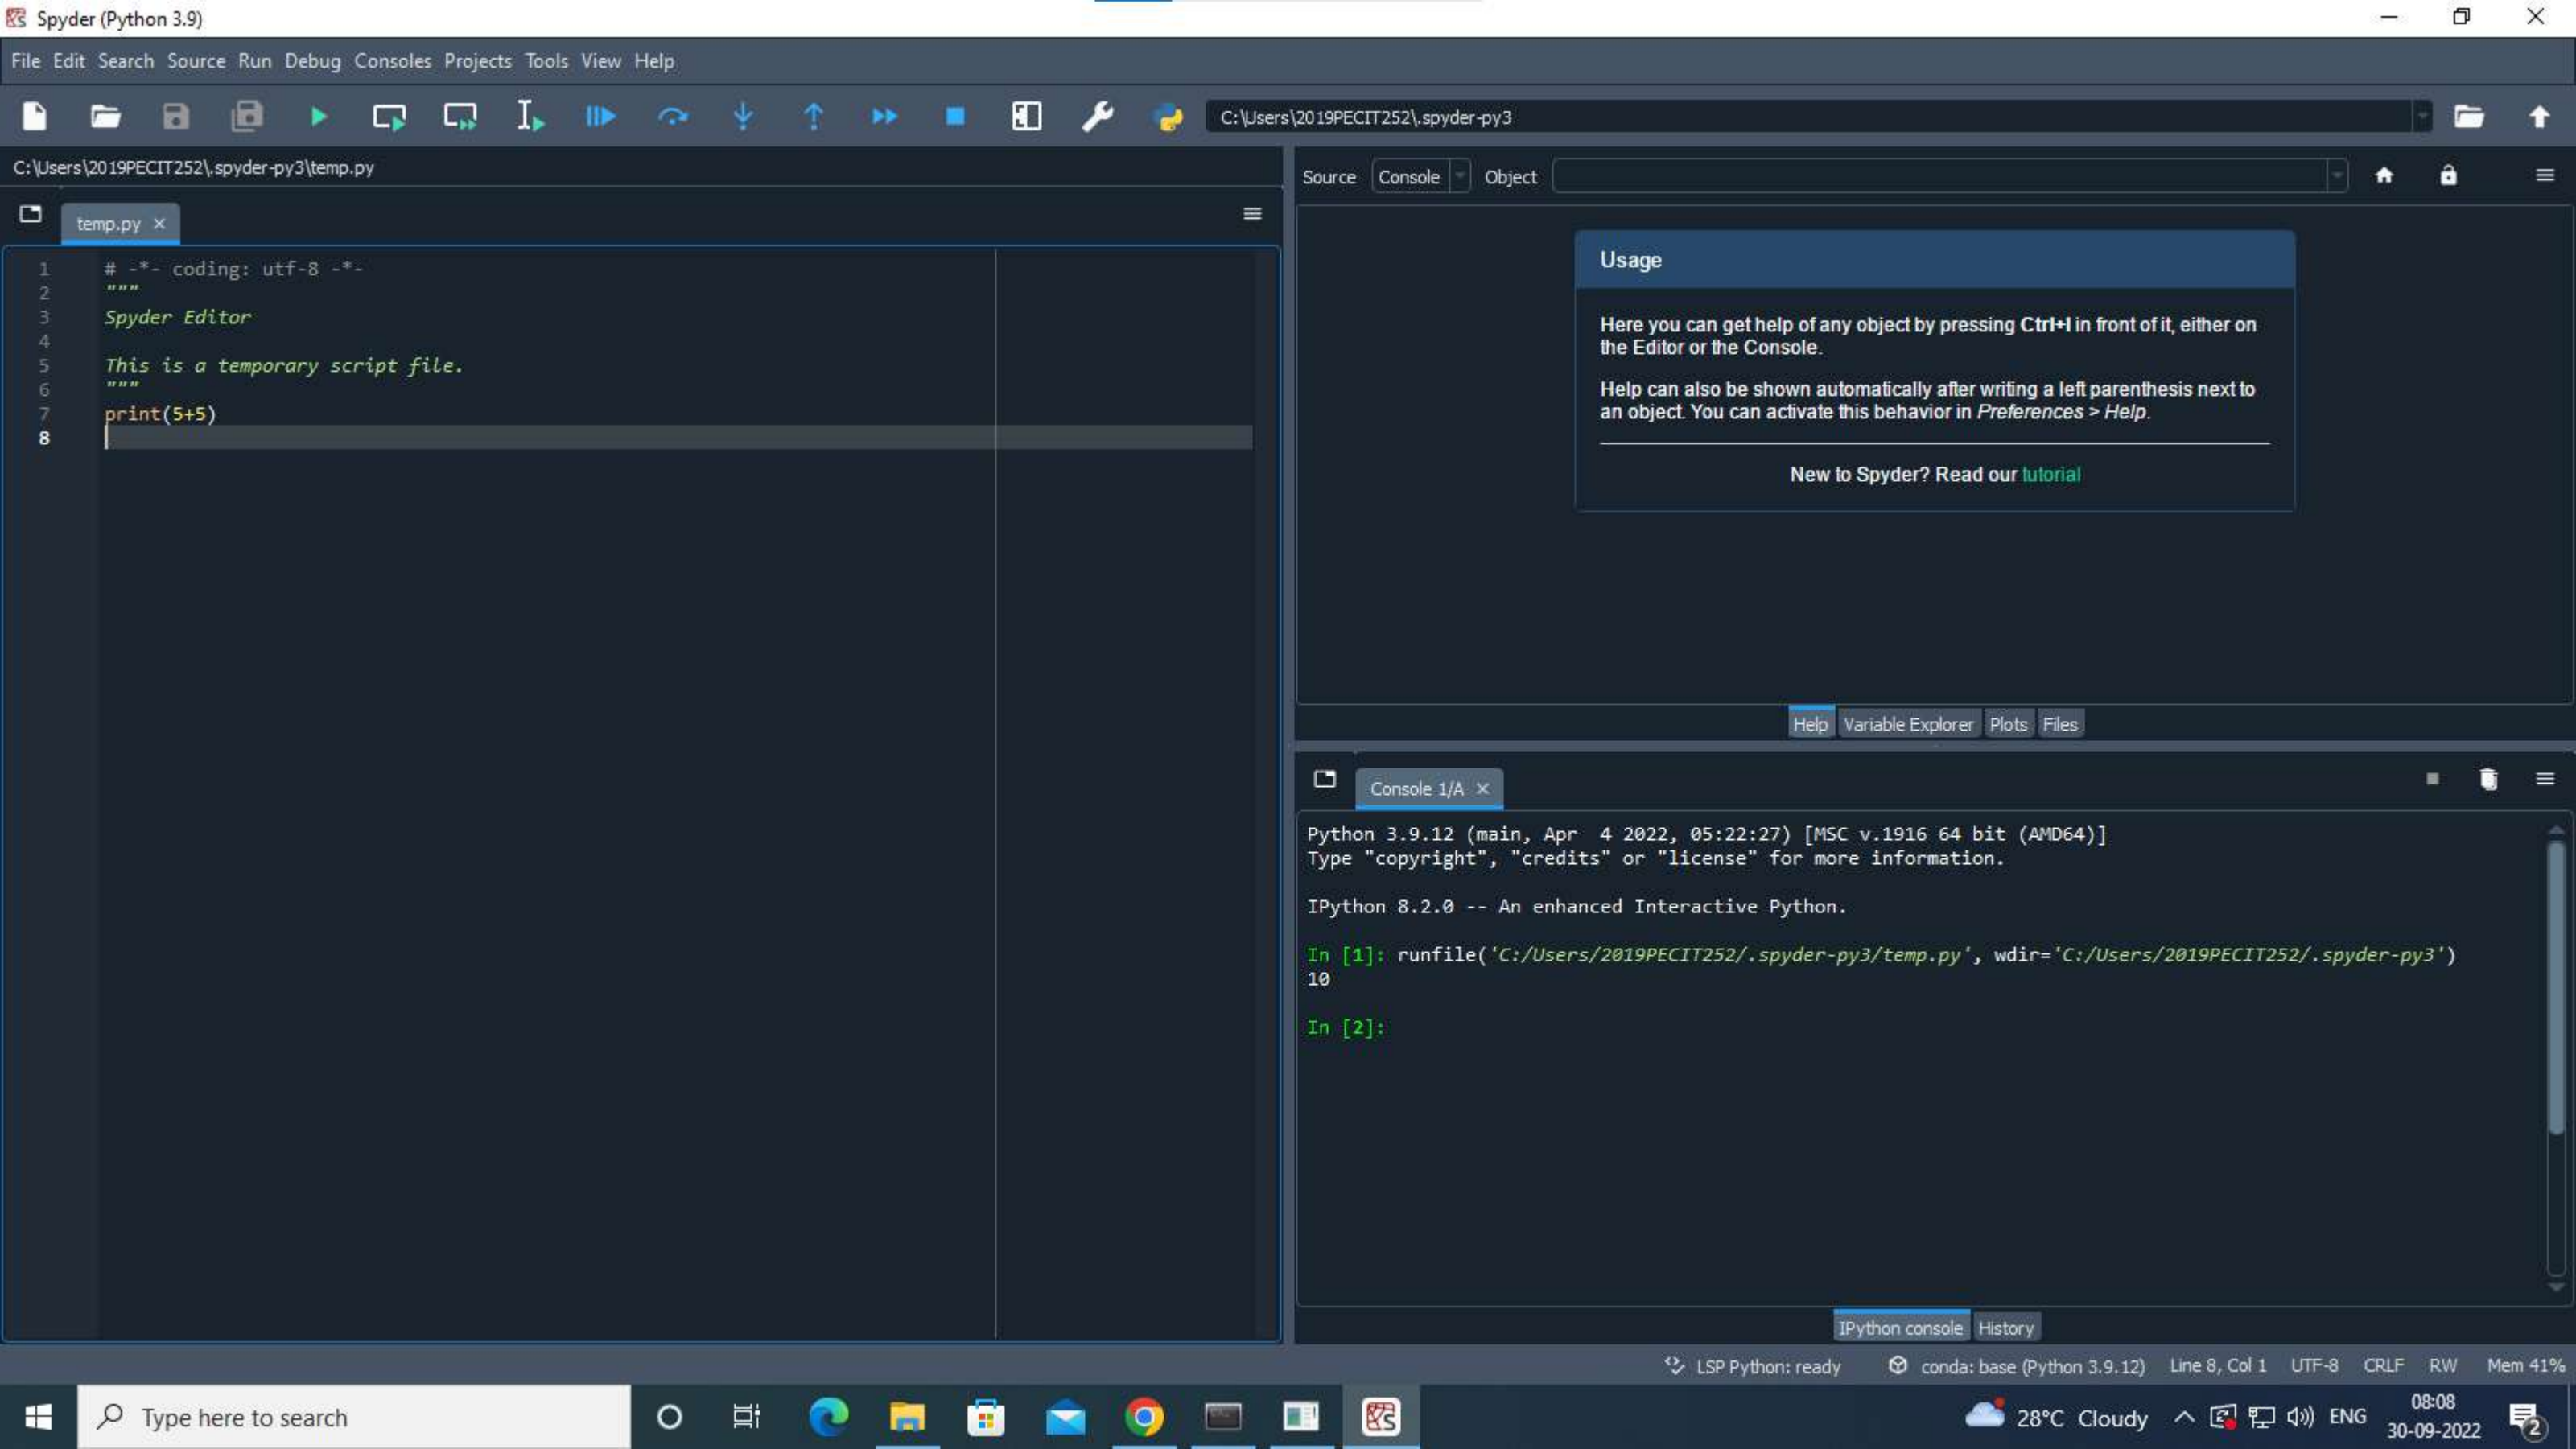 Spyder (Python 3.9)
File Edit Search Source Run Debug Consoles Projects Tools View Help
C:\Users\2019PECIT252\.spyder-py3
C:\Users\2019PECIT252\.spyder-py3\temp.py
temp.py
1 # -*- coding: utf-8 -*-
2 """
3 Spyder Editor
4
5 This is a temporary script file.
6 """
7 print(5+5)
8
Source Console Object
Usage
Here you can get help of any object by pressing Ctrl+I in front of it, either on
the Editor or the Console.
Help can also be shown automatically after writing a left parenthesis next to
an object. You can activate this behavior in Preferences > Help.
New to Spyder? Read our tutorial
Help Variable Explorer Plots Files
Console 1/A
Python 3.9.12 (main, Apr  4 2022, 05:22:27) [MSC v.1916 64 bit (AMD64)]
Type "copyright", "credits" or "license" for more information.
IPython 8.2.0 -- An enhanced Interactive Python.
In [1]: runfile('C:/Users/2019PECIT252/.spyder-py3/temp.py', wdir='C:/Users/2019PECIT252/.spyder-py3')
10
In [2]:
IPython console History
LSP Python: ready conda: base (Python 3.9.12) Line 8, Col 1 UTF-8 CRLF RW Mem 41%
Type here to search
28°C Cloudy ENG
08:08
30-09-2022
2